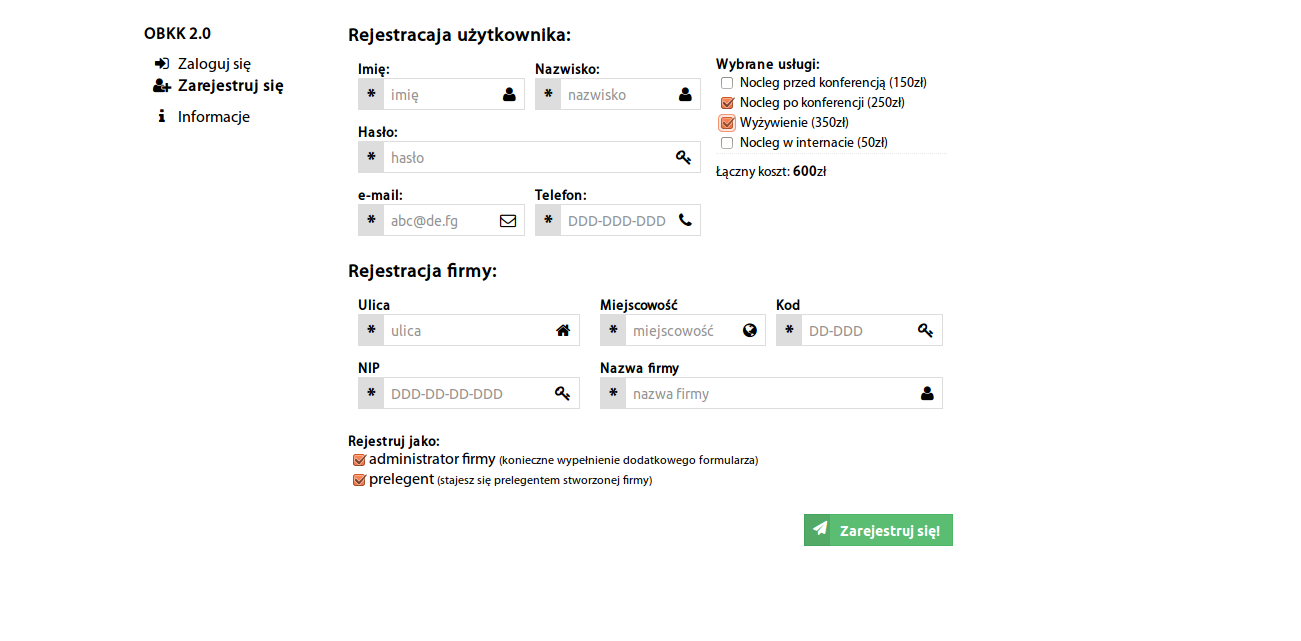 OBKK 2.0
Zaloguj się
Zarejestruj się
Informacje
Rejestracaja użytkownika:
Imię: Nazwisko:
* imię * nazwisko
Hasło:
* hasło
e-mail: Telefon:
* abc@de.fg * DDD-DDD-DDD
Wybrane usługi:
Nocleg przed konferencją (150zł)
Nocleg po konferencji (250zł)
Wyżywienie (350zł)
Nocleg w internacie (50zł)
Łączny koszt: 600zł
Rejestracja firmy:
Ulica Miejscowość Kod
* ulica * miejscowość * DD-DDD
NIP Nazwa firmy
* DDD-DD-DD-DDD * nazwa firmy
Rejestruj jako:
administrator firmy (konieczne wypełnienie dodatkowego formularza)
prelegent (stajesz się prelegentem stworzonej firmy)
Zarejestruj się!